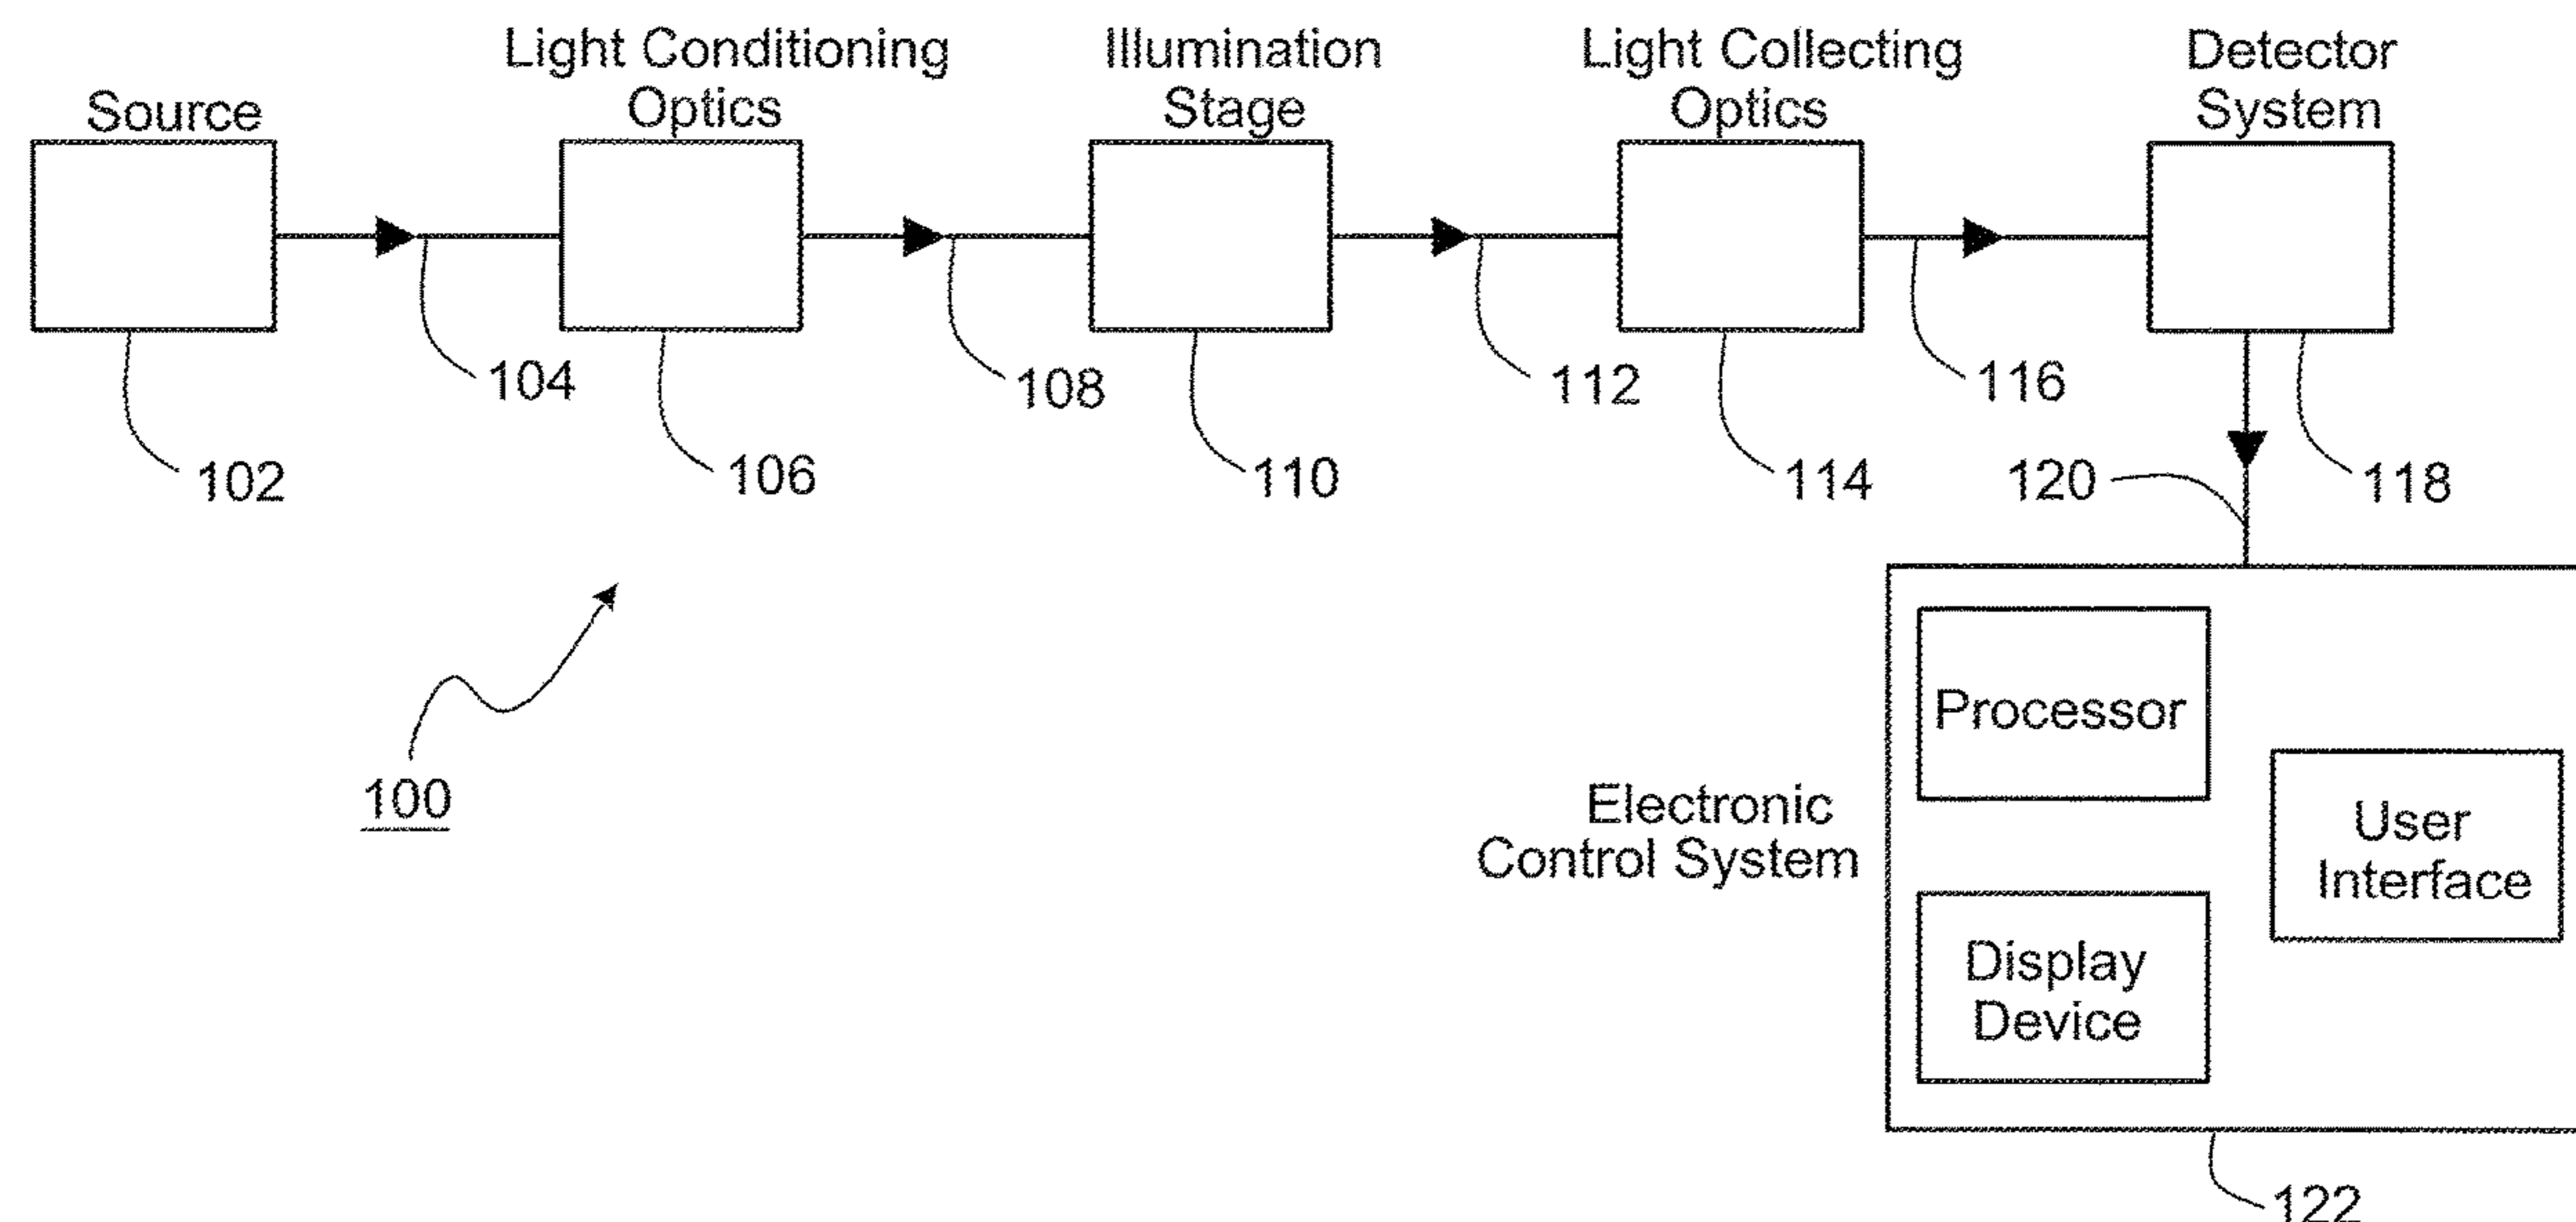 Source
Light Conditioning
Optics
Illumination
Stage
Light Collecting
Optics
Detector
System
104
108
112
116
102
106
110
114
120
118
100
Electronic
Control System
Processor
User
Interface
Display
Device
122